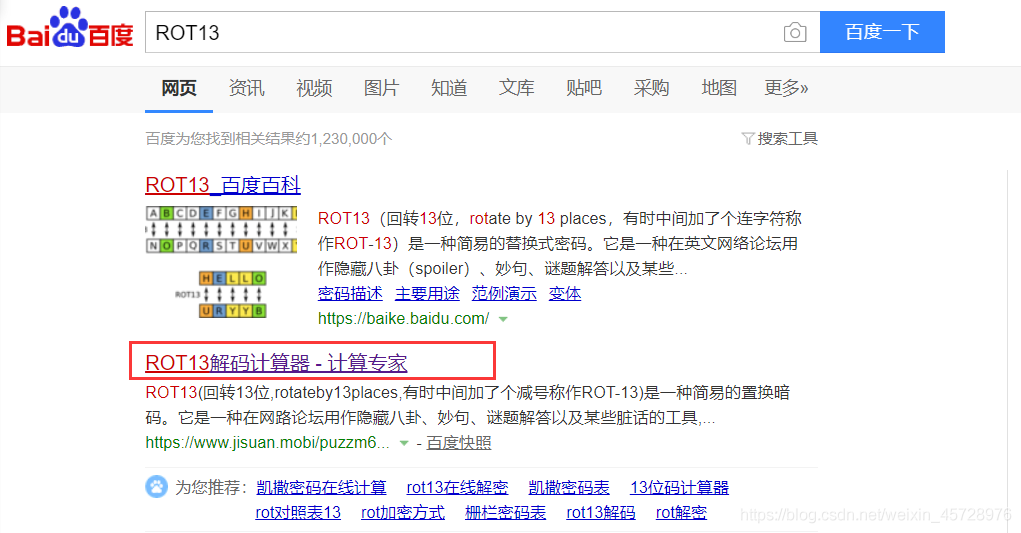 Bai du 百度 ROT13 百度一下
网页 资讯 视频 图片 知道 文库 贴吧 采购 地图 更多»
百度为您找到相关结果约1,230,000个 搜索工具
ROT13_百度百科
A B C D E F G H I J K
N O P Q R S T U V W X
H E L L O
ROT13
U R Y Y B
ROT13（回转13位，rotate by 13 places，有时中间加了个连字符称
作ROT-13）是一种简易的替换式密码。它是一种在英文网络论坛用
作隐藏八卦（spoiler）、妙句、谜题解答以及某些...
密码描述 主要用途 范例演示 变体
https://baike.baidu.com/
ROT13解码计算器 - 计算专家
ROT13(回转13位,rotateby13places,有时中间加了个减号称作ROT-13)是一种简易的置换暗
码。它是一种在网路论坛用作隐藏八卦、妙句、谜题解答以及某些脏话的工具,...
https://www.jisuan.mobi/puzzm6... - 百度快照
为您推荐： 凯撒密码在线计算 rot13在线解密 凯撒密码表 13位码计算器
rot对照表13 rot加密方式 栅栏密码表 rot13解码 rot解密
https://blog.csdn.net/weixin_45728976